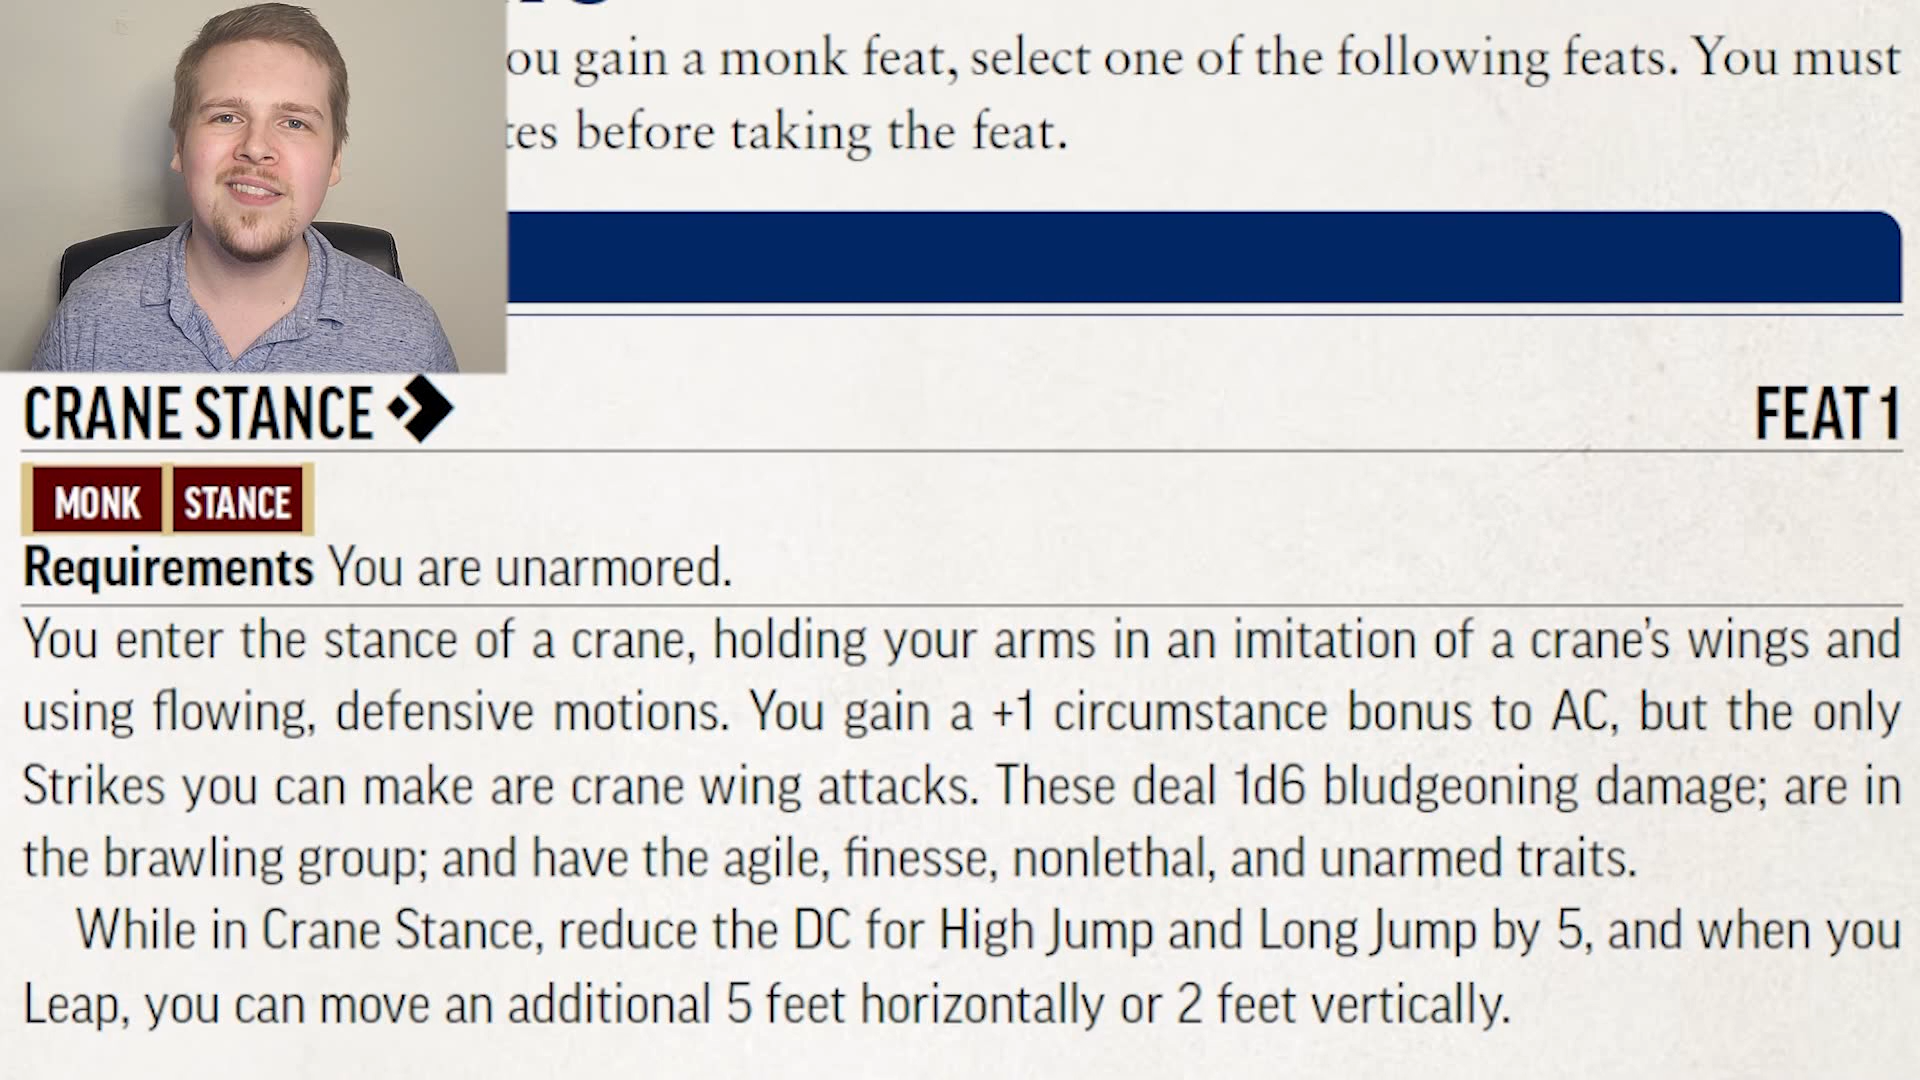 ou gain a monk feat, select one of the following feats. You must
tes before taking the feat.
CRANE STANCE
FEAT 1
MONK STANCE
Requirements You are unarmored.
You enter the stance of a crane, holding your arms in an imitation of a crane's wings and
using flowing, defensive motions. You gain a +1 circumstance bonus to AC, but the only
Strikes you can make are crane wing attacks. These deal 1d6 bludgeoning damage; are in
the brawling group; and have the agile, finesse, nonlethal, and unarmed traits.
While in Crane Stance, reduce the DC for High Jump and Long Jump by 5, and when you
Leap, you can move an additional 5 feet horizontally or 2 feet vertically.